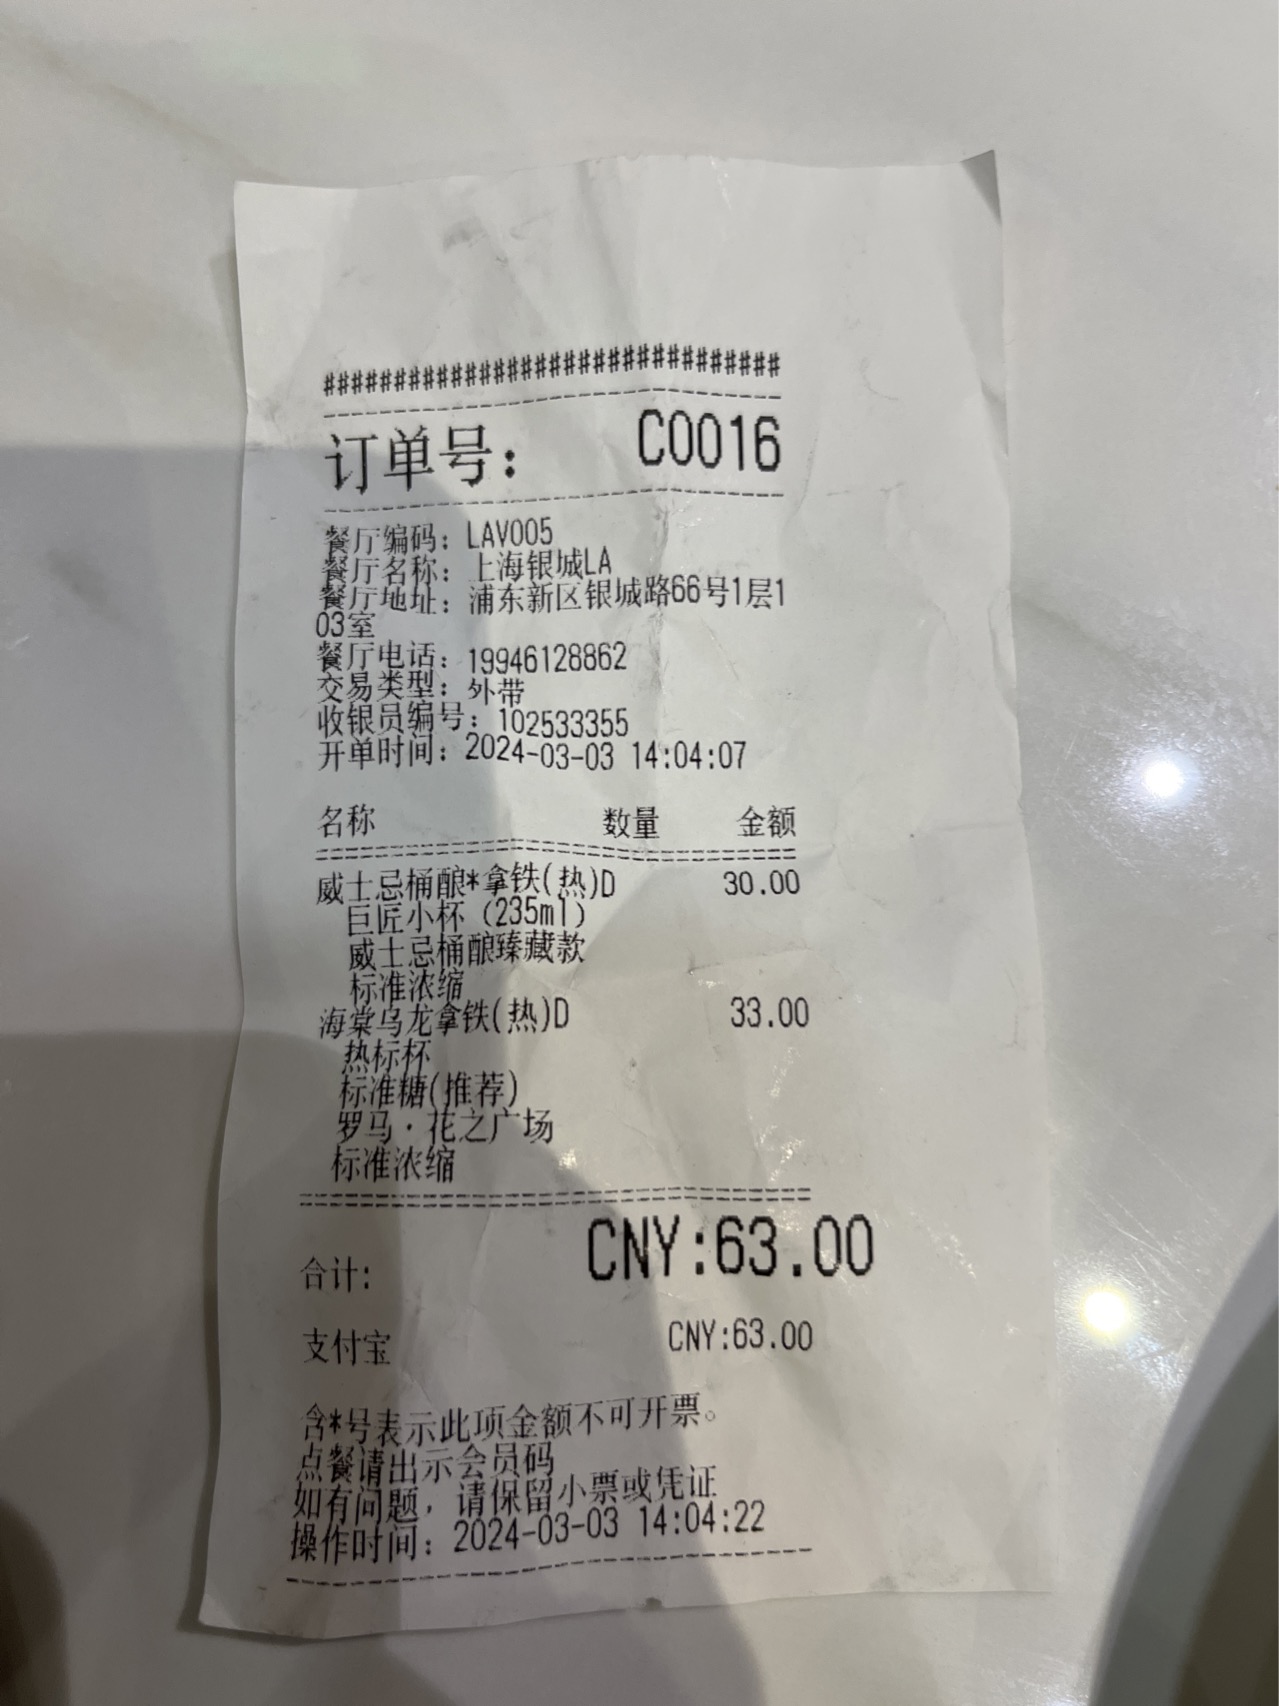 ################################
订单号： C0016
餐厅编码：LAV005
餐厅名称：上海银城LA
餐厅地址：浦东新区银城路66号1层1
03室
餐厅电话：19946128862
交易类型：外带
收银员编号：102533355
开单时间：2024-03-03 14:04:07
名称 数量 金额
威士忌桶酿*拿铁(热)D 30.00
巨匠小杯（235ml）
威士忌桶酿臻藏款
标准浓缩
海棠乌龙拿铁(热)D 33.00
热标杯
标准糖(推荐)
罗马·花之广场
标准浓缩
合计: CNY:63.00
支付宝 CNY:63.00
含*号表示此项金额不可开票。
点餐请出示会员码
如有问题，请保留小票或凭证
操作时间：2024-03-03 14:04:22